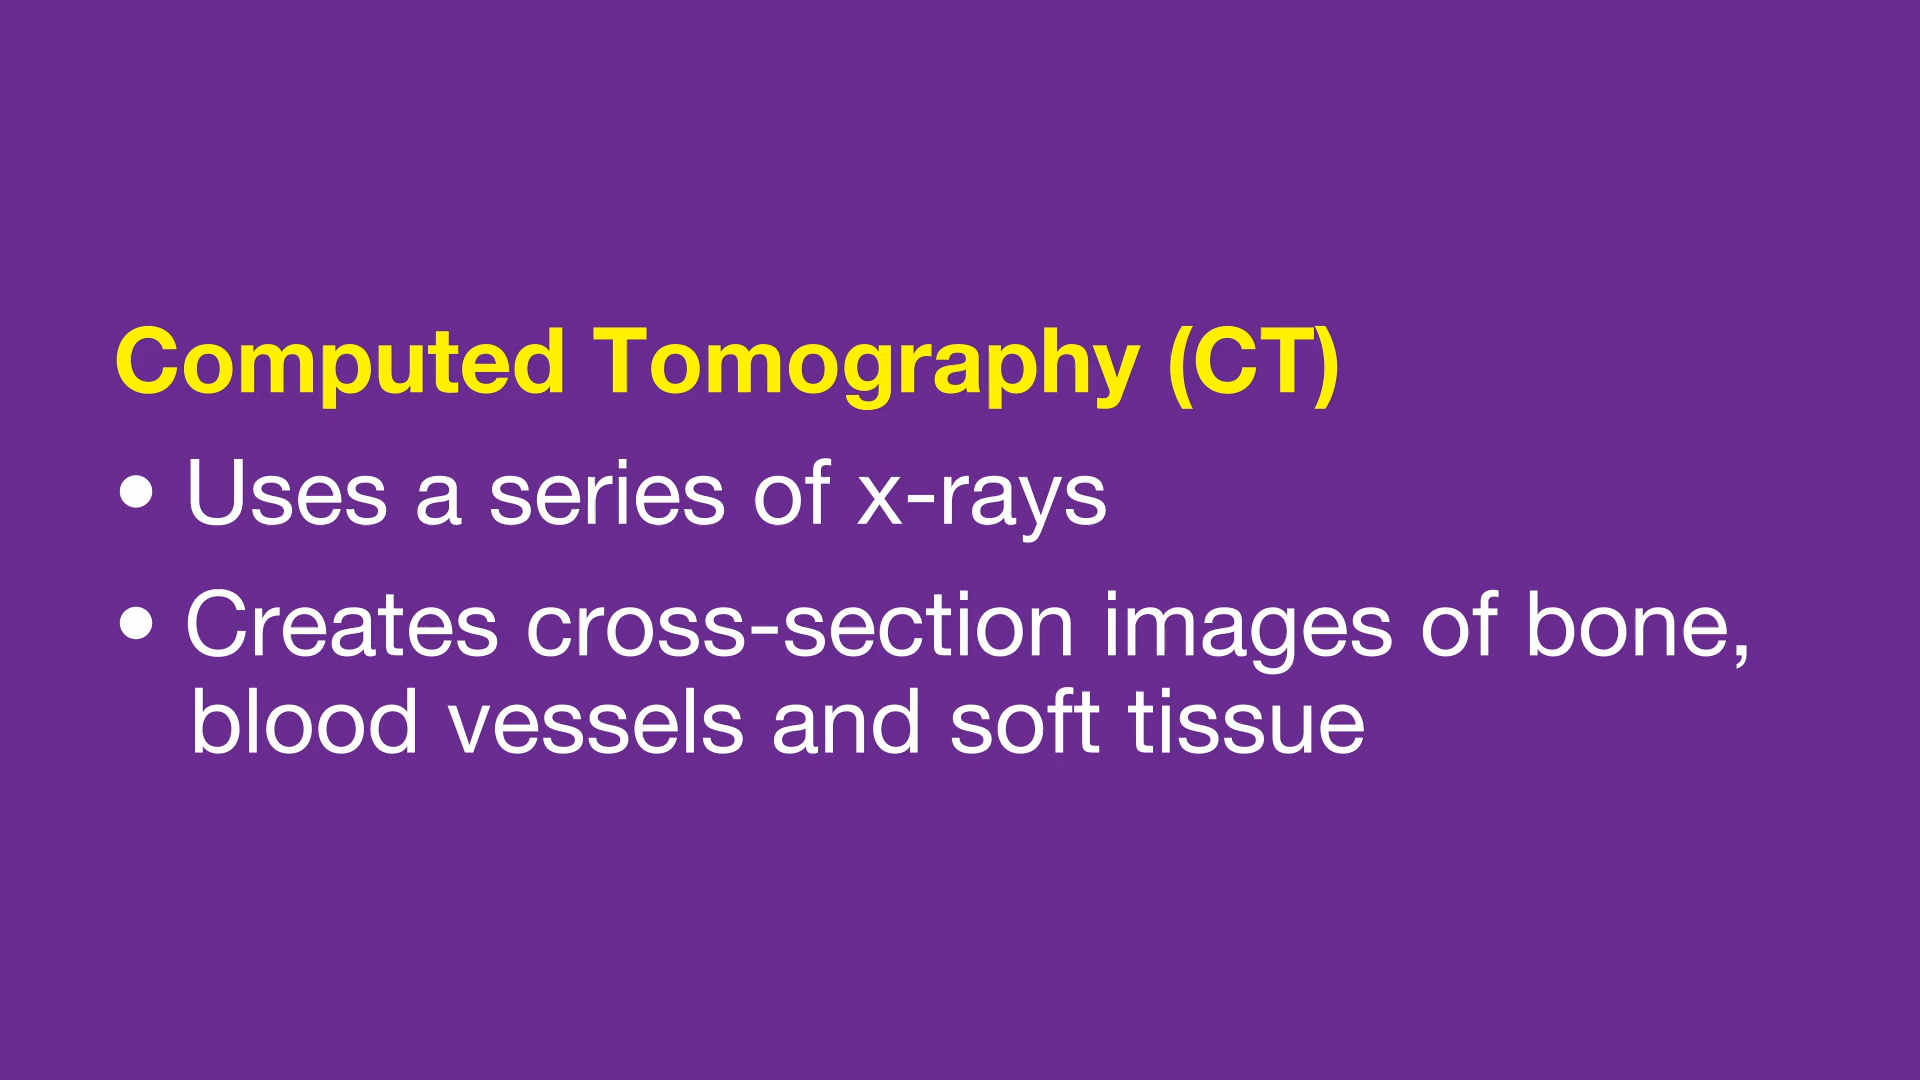 Computed Tomography (CT)
• Uses a series of x-rays
• Creates cross-section images of bone,
blood vessels and soft tissue